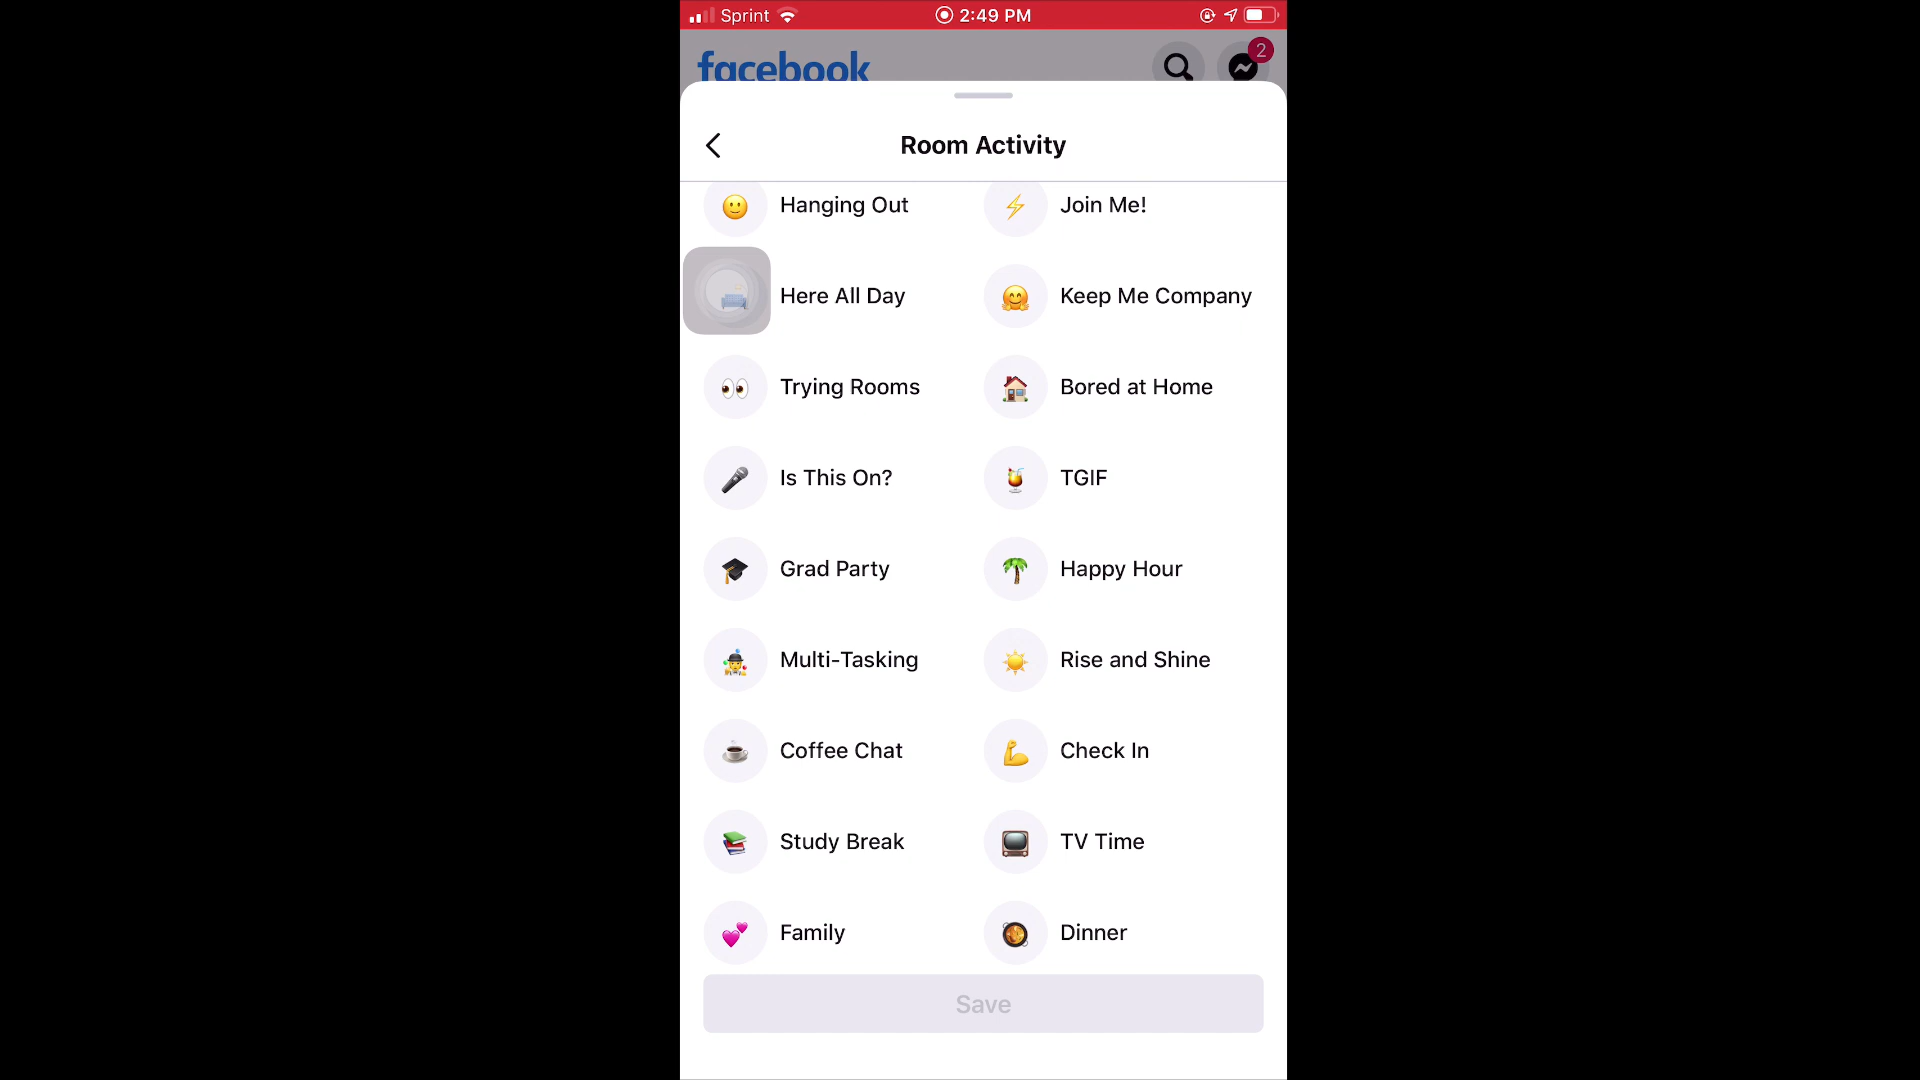 Sprint 2:49 PM
facebook 2
Room Activity
Hanging Out Join Me!
Here All Day Keep Me Company
Trying Rooms Bored at Home
Is This On? TGIF
Grad Party Happy Hour
Multi-Tasking Rise and Shine
Coffee Chat Check In
Study Break TV Time
Family Dinner
Save